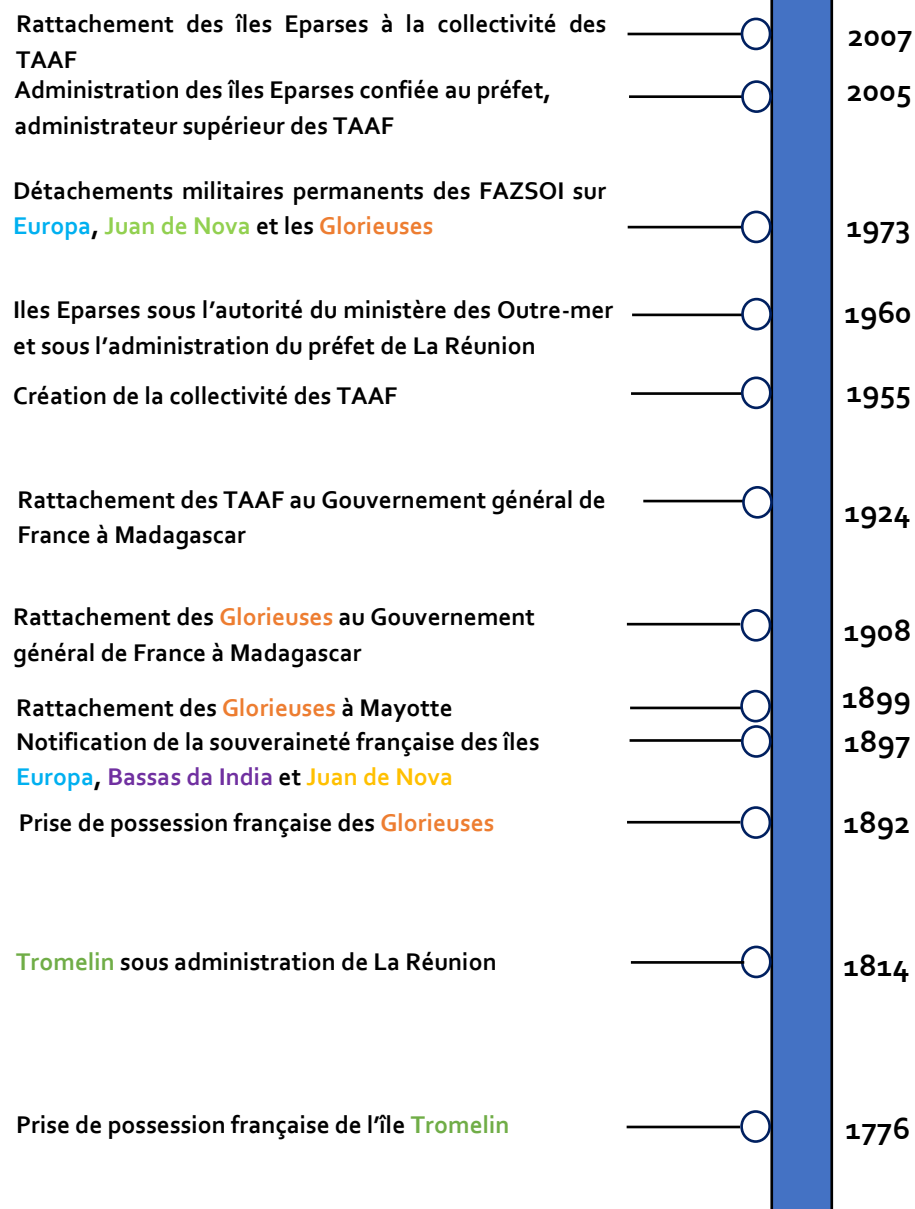 Rattachement des îles Eparses à la collectivité des
TAAF
2007
Administration des îles Eparses confiée au préfet,
administrateur supérieur des TAAF
2005
Détachements militaires permanents des FAZSOI sur
Europa, Juan de Nova et les Glorieuses
1973
Iles Eparses sous l’autorité du ministère des Outre-mer
et sous l’administration du préfet de La Réunion
1960
Création de la collectivité des TAAF
1955
Rattachement des TAAF au Gouvernement général de
France à Madagascar
1924
Rattachement des Glorieuses au Gouvernement
général de France à Madagascar
1908
Rattachement des Glorieuses à Mayotte
1899
Notification de la souveraineté française des îles
Europa, Bassas da India et Juan de Nova
1897
Prise de possession française des Glorieuses
1892
Tromelin sous administration de La Réunion
1814
Prise de possession française de l’île Tromelin
1776